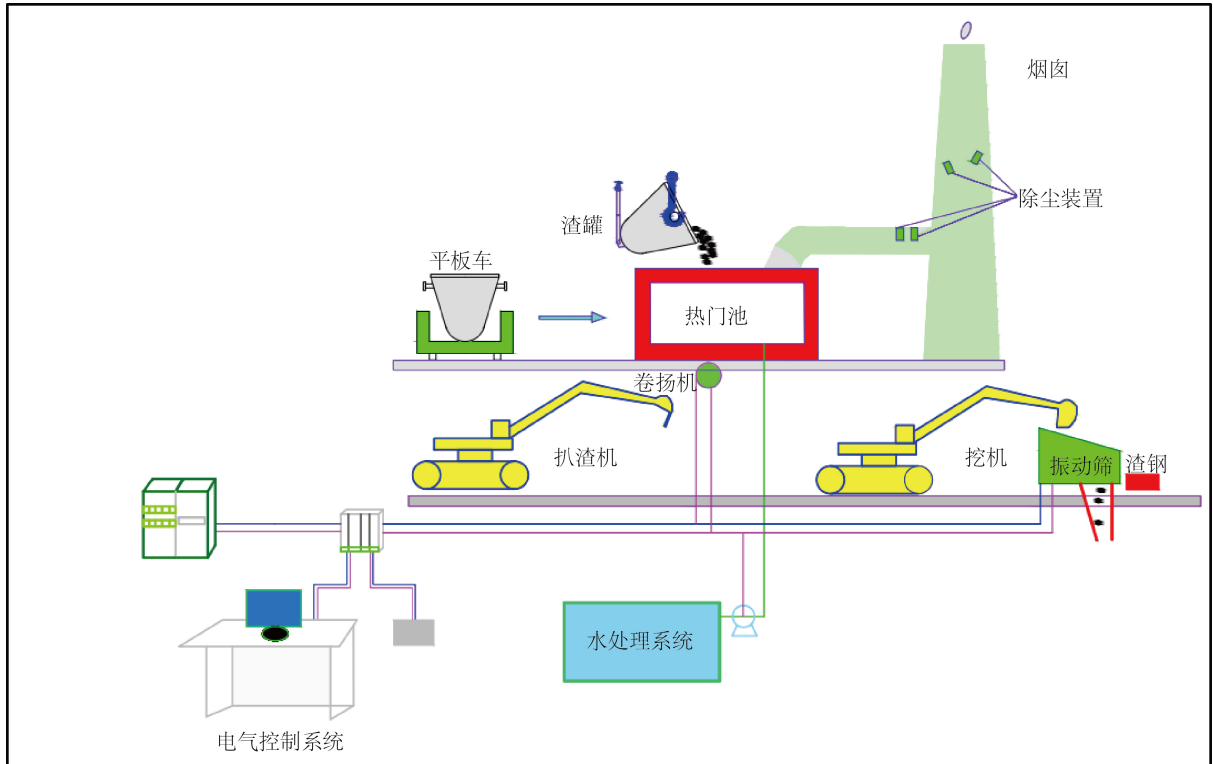 烟囱
除尘装置
渣罐
平板车
热门池
卷扬机
扒渣机
挖机
振动筛
渣钢
水处理系统
电气控制系统